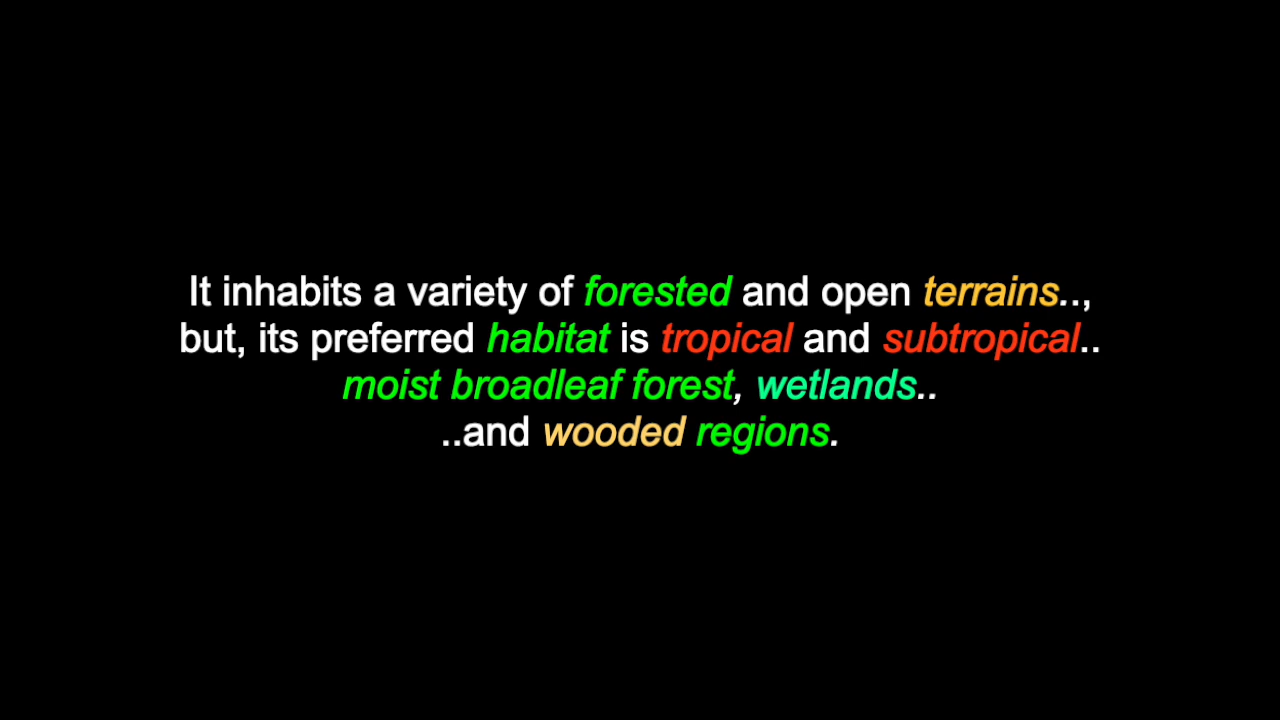 It inhabits a variety of forested and open terrains..,
but, its preferred habitat is tropical and subtropical..
moist broadleaf forest, wetlands..
..and wooded regions.